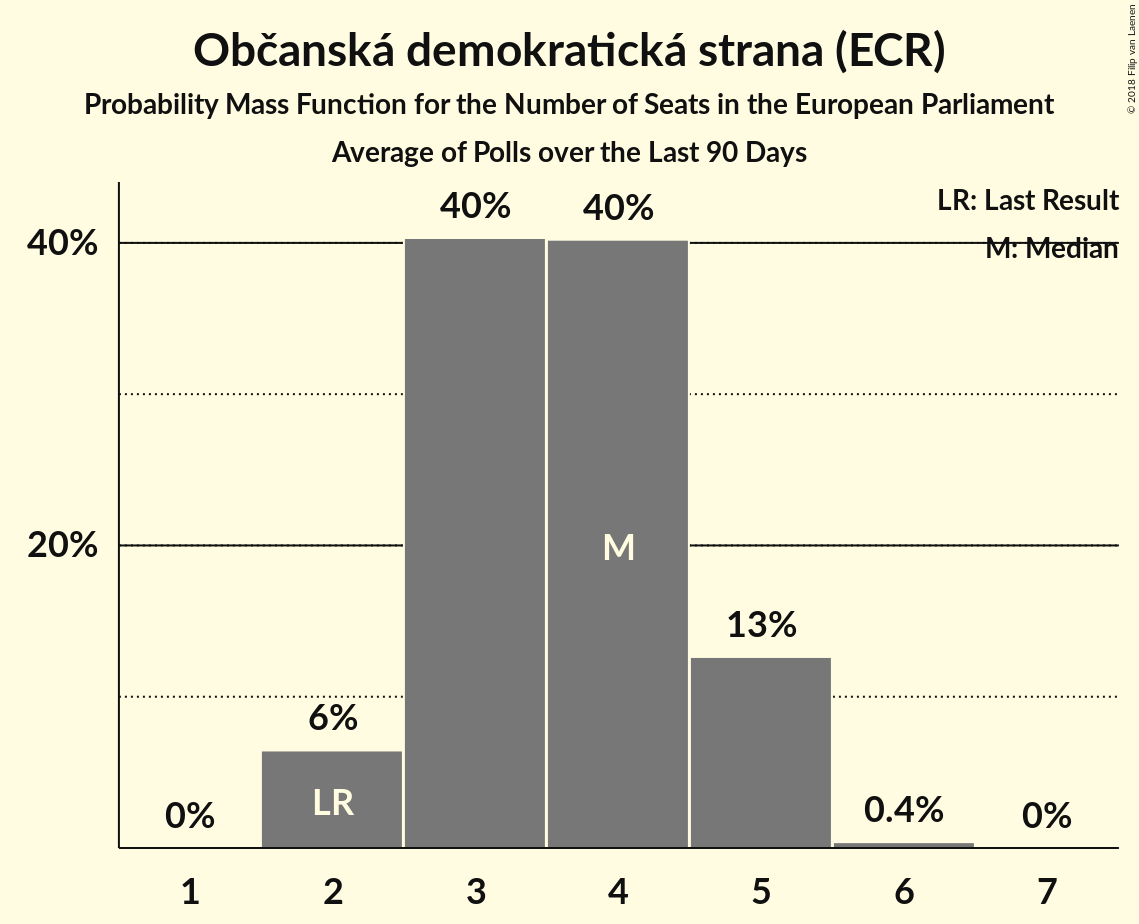 Občanská demokratická strana (ECR)
Probability Mass Function for the Number of Seats in the European Parliament
Average of Polls over the Last 90 Days
© 2018 Filip van Laenen
LR: Last Result
M: Median
40%
20%
0%
6%
40%
40%
13%
0.4%
0%
LR
M
1 2 3 4 5 6 7